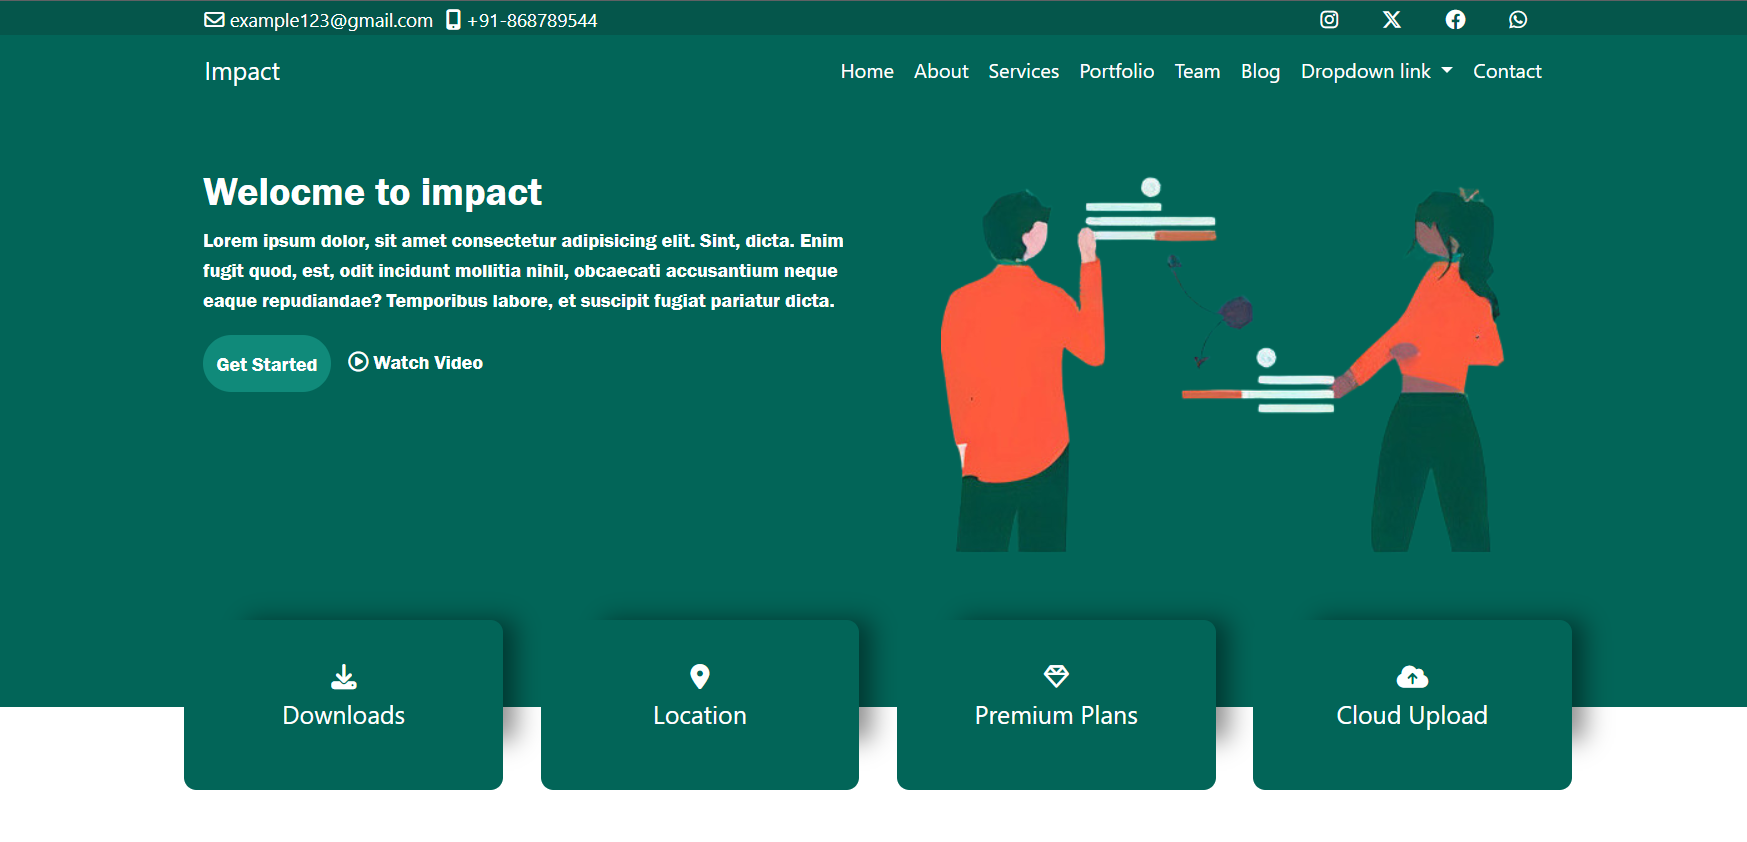 example123@gmail.com +91-868789544
Impact Home About Services Portfolio Team Blog Dropdown link Contact
Welocme to impact
Lorem ipsum dolor, sit amet consectetur adipisicing elit. Sint, dicta. Enim
fugit quod, est, odit incidunt mollitia nihil, obcaecati accusantium neque
eaque repudiandae? Temporibus labore, et suscipit fugiat pariatur dicta.
Get Started Watch Video
Downloads Location Premium Plans Cloud Upload